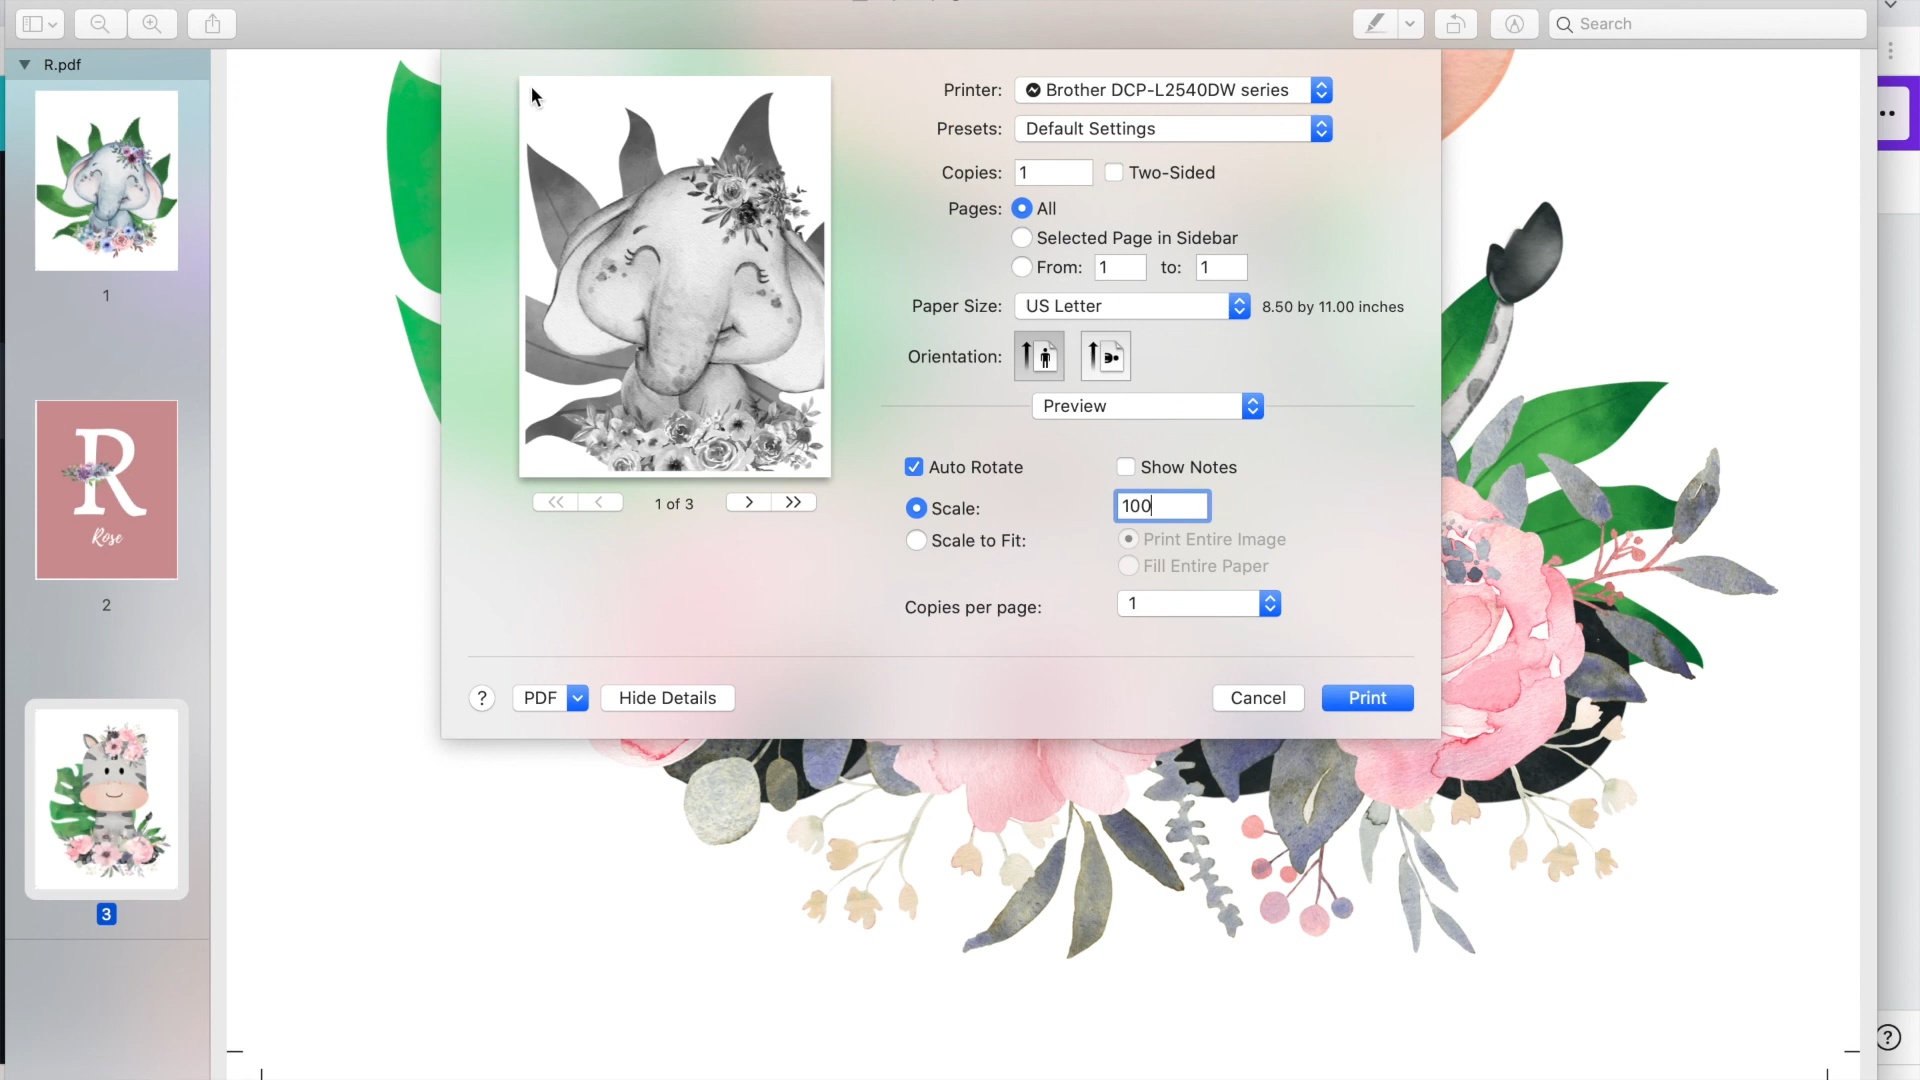 Search
R.pdf
1
R
Rose
2
3
1 of 3
Printer: Brother DCP-L2540DW series
Presets: Default Settings
Copies: 1 Two-Sided
Pages: All
Selected Page in Sidebar
From: 1 to: 1
Paper Size: US Letter 8.50 by 11.00 inches
Orientation:
Preview
Auto Rotate Show Notes
Scale: 100
Scale to Fit: Print Entire Image
Fill Entire Paper
Copies per page: 1
? PDF Hide Details Cancel Print
?